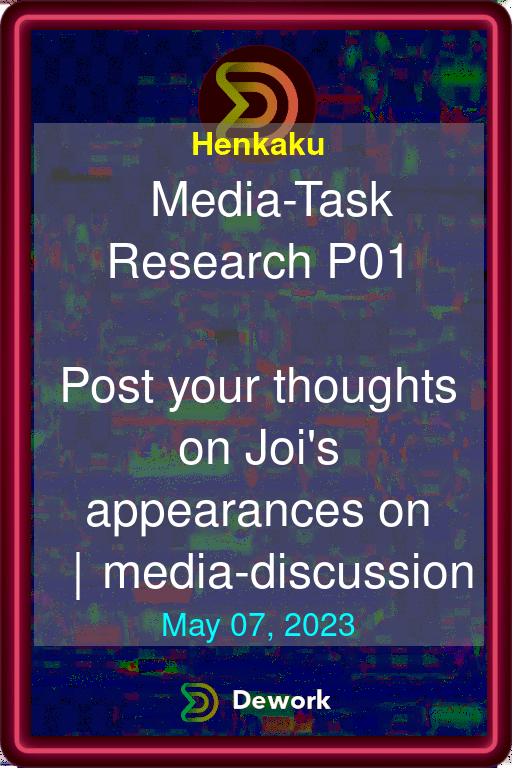 Henkaku
Media-Task
Research P01
Post your thoughts
on Joi's
appearances on
| media-discussion
May 07, 2023
Dework